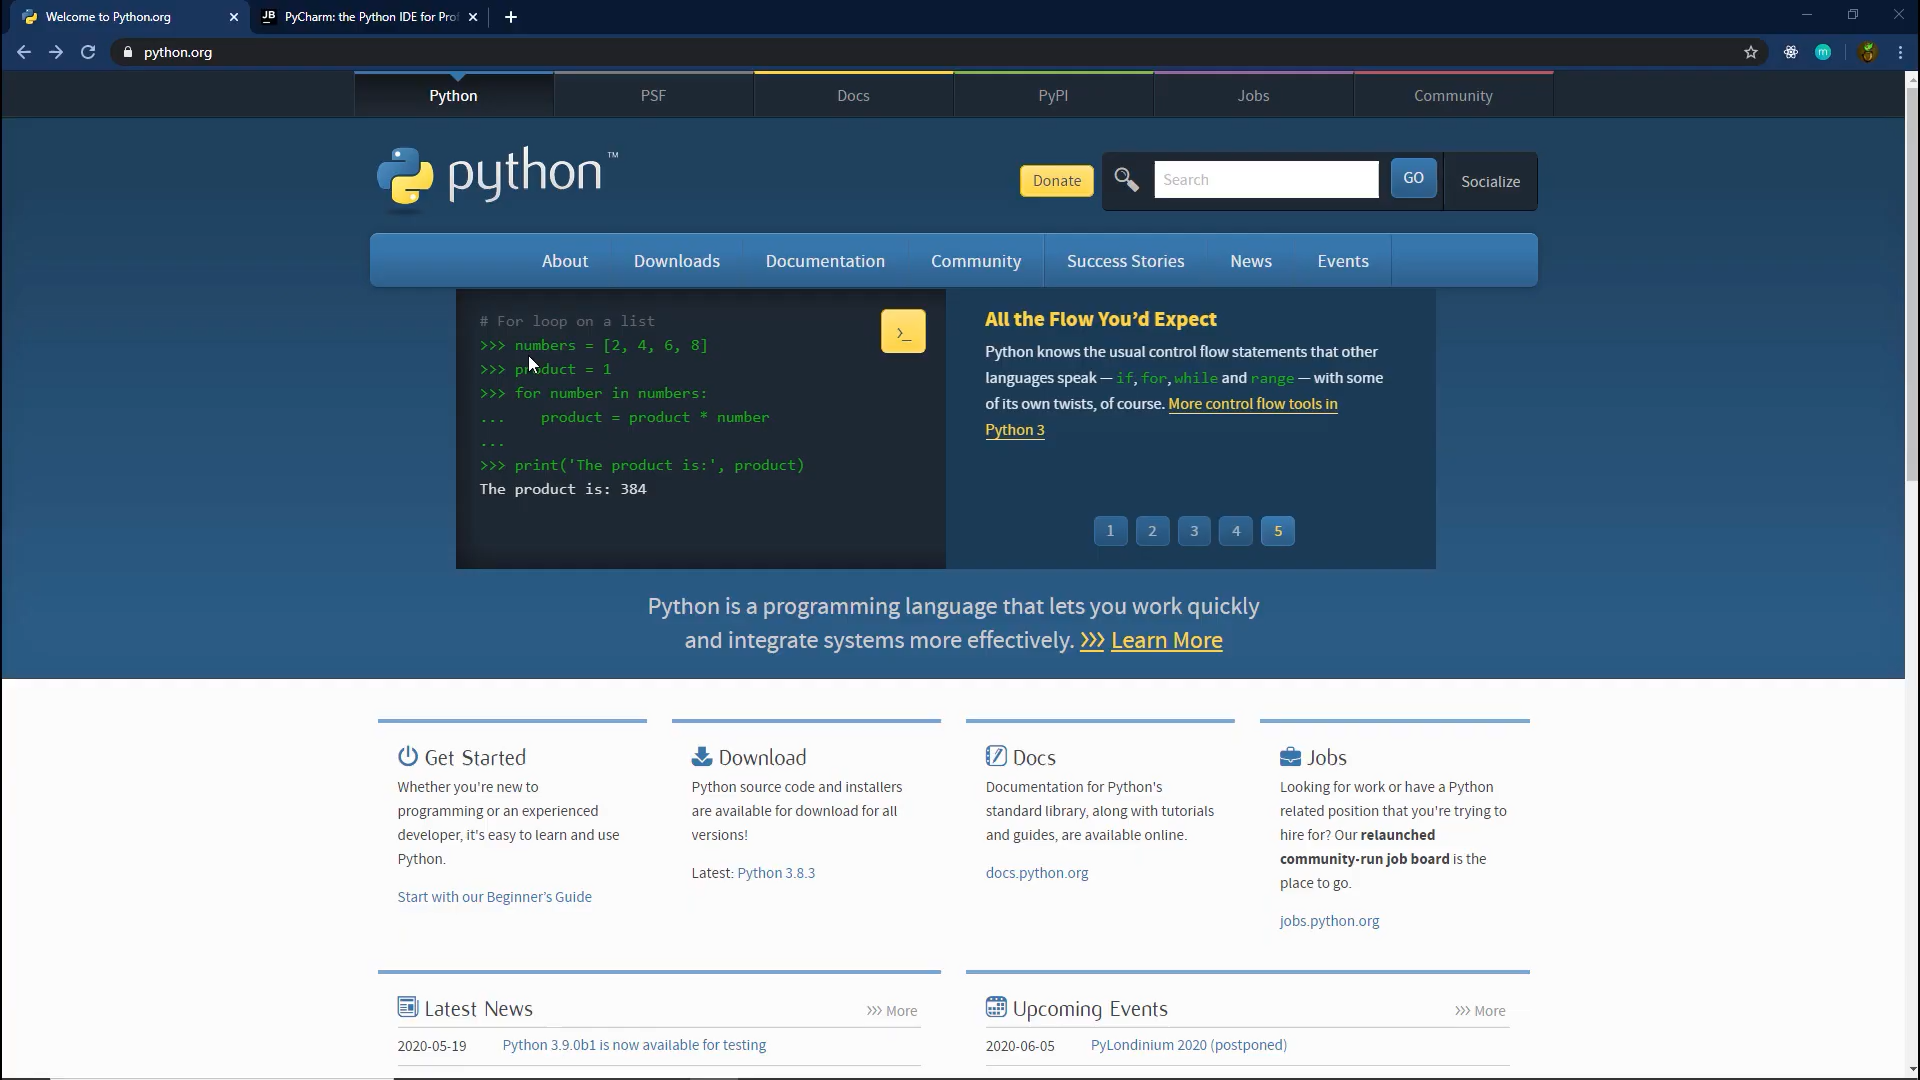 Welcome to Python.org
PyCharm: the Python IDE for Prof
python.org
Python PSF Docs PyPI Jobs Community
python™
Donate Search GO Socialize
About Downloads Documentation Community Success Stories News Events
# For loop on a list
>>> numbers = [2, 4, 6, 8]
>>> product = 1
>>> for number in numbers:
...    product = product * number
...
>>> print('The product is:', product)
The product is: 384
>_
All the Flow You’d Expect
Python knows the usual control flow statements that other
languages speak — if, for, while and range — with some
of its own twists, of course. More control flow tools in
Python 3
1 2 3 4 5
Python is a programming language that lets you work quickly
and integrate systems more effectively. >>> Learn More
Get Started
Whether you're new to
programming or an experienced
developer, it's easy to learn and use
Python.
Start with our Beginner’s Guide
Download
Python source code and installers
are available for download for all
versions!
Latest: Python 3.8.3
Docs
Documentation for Python's
standard library, along with tutorials
and guides, are available online.
docs.python.org
Jobs
Looking for work or have a Python
related position that you're trying to
hire for? Our relaunched
community-run job board is the
place to go.
jobs.python.org
Latest News
>>> More
2020-05-19 Python 3.9.0b1 is now available for testing
Upcoming Events
>>> More
2020-06-05 PyLondinium 2020 (postponed)